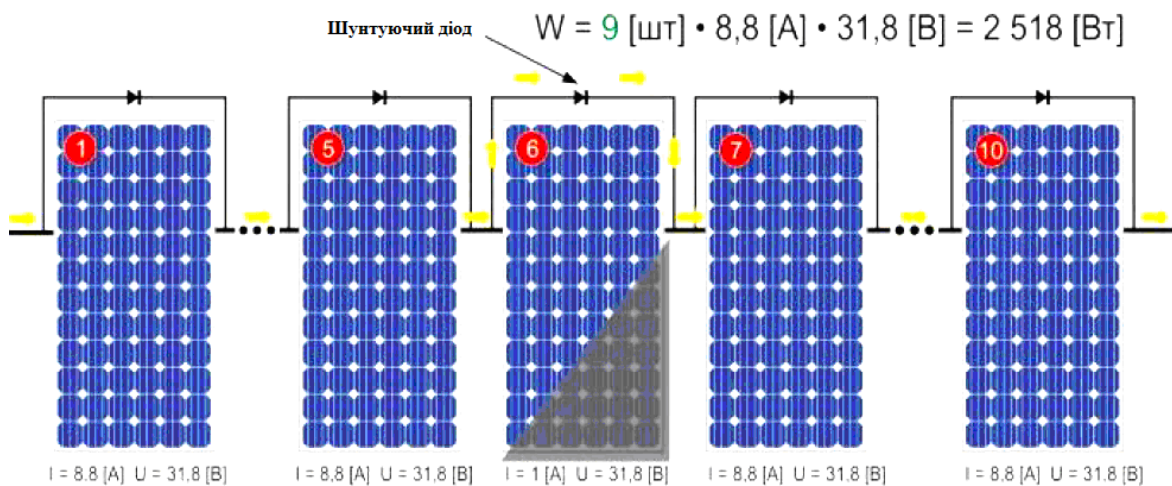 Шунтуючий діод
W = 9 [шт] • 8,8 [A] • 31,8 [B] = 2 518 [Вт]
1
5
6
7
10
I = 8.8 [A] U = 31.8 [B]
I = 8,8 [A] U = 31,8 [B]
I = 1 [A] U = 31,8 [B]
I = 8,8 [A] U = 31,8 [B]
I = 8.8 [A] U = 31.8 [B]